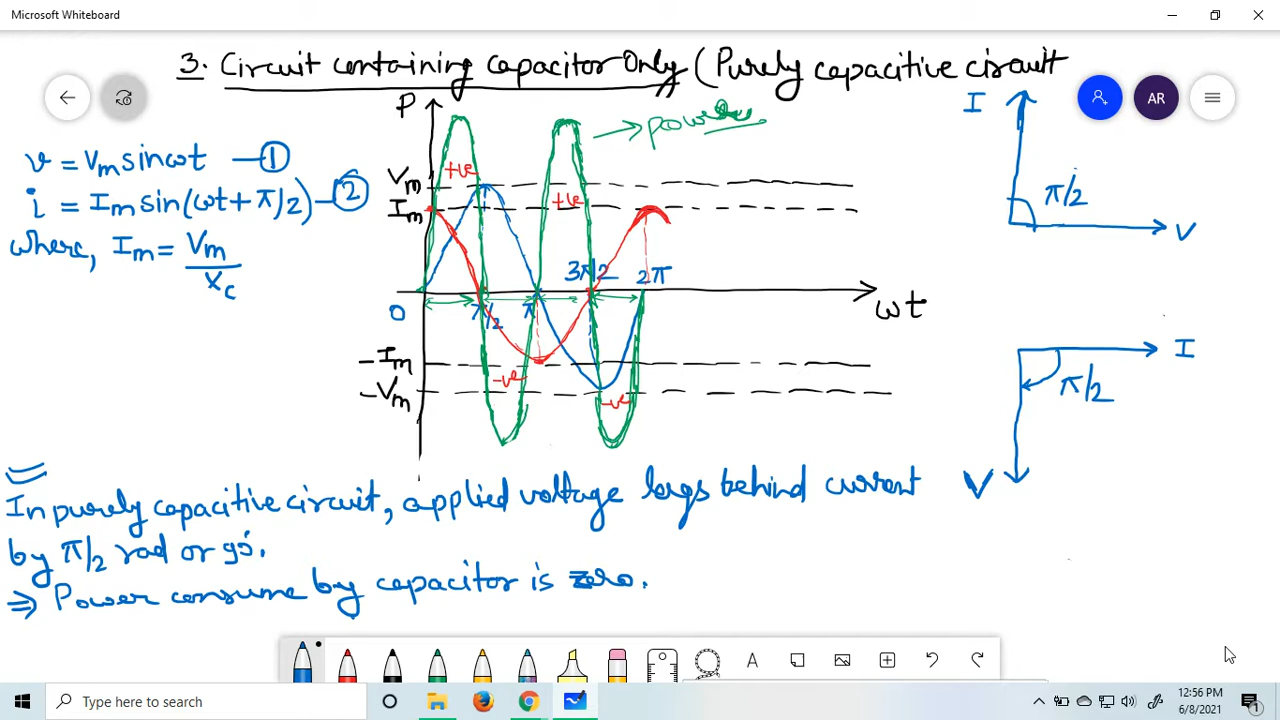 Microsoft Whiteboard
3. Circuit containing capacitor Only (Purely capacitive circuit
AR
P
→ power
I
v = Vm sinωt —①
i = Im sin(ωt + π/2) —②
where, Im = Vm/Xc
Vm
Im
+ve
+ve
π/2
V
0
π/2
π
3π/2
2π
ωt
-Im
-Vm
-ve
-ve
I
π/2
V
In purely capacitive circuit, applied voltage lags behind current
by π/2 rad or 90°.
⇒ Power consume by capacitor is zero.
A
Type here to search
12:56 PM
6/8/2021
1